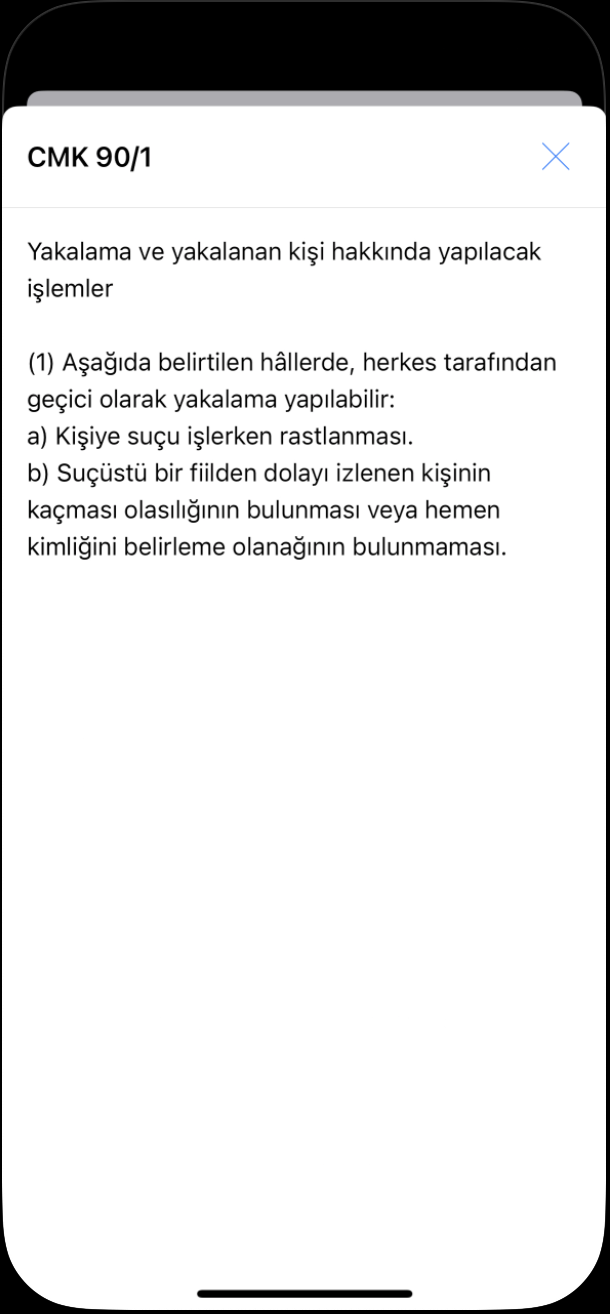 CMK 90/1
Yakalama ve yakalanan kişi hakkında yapılacak
işlemler
(1) Aşağıda belirtilen hâllerde, herkes tarafından
geçici olarak yakalama yapılabilir:
a) Kişiye suçu işlerken rastlanması.
b) Suçüstü bir fiilden dolayı izlenen kişinin
kaçması olasılığının bulunması veya hemen
kimliğini belirleme olanağının bulunmaması.